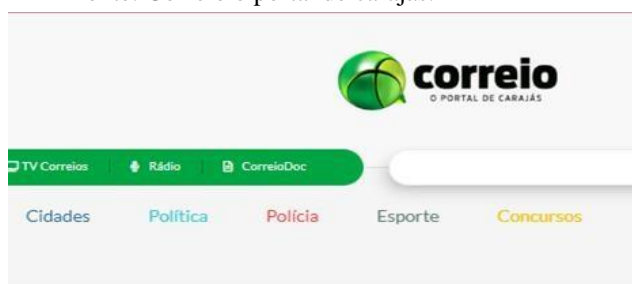 correio
O PORTAL DE CARAJÁS
TV Correios Rádio CorreioDoc
Cidades Política Polícia Esporte Concursos